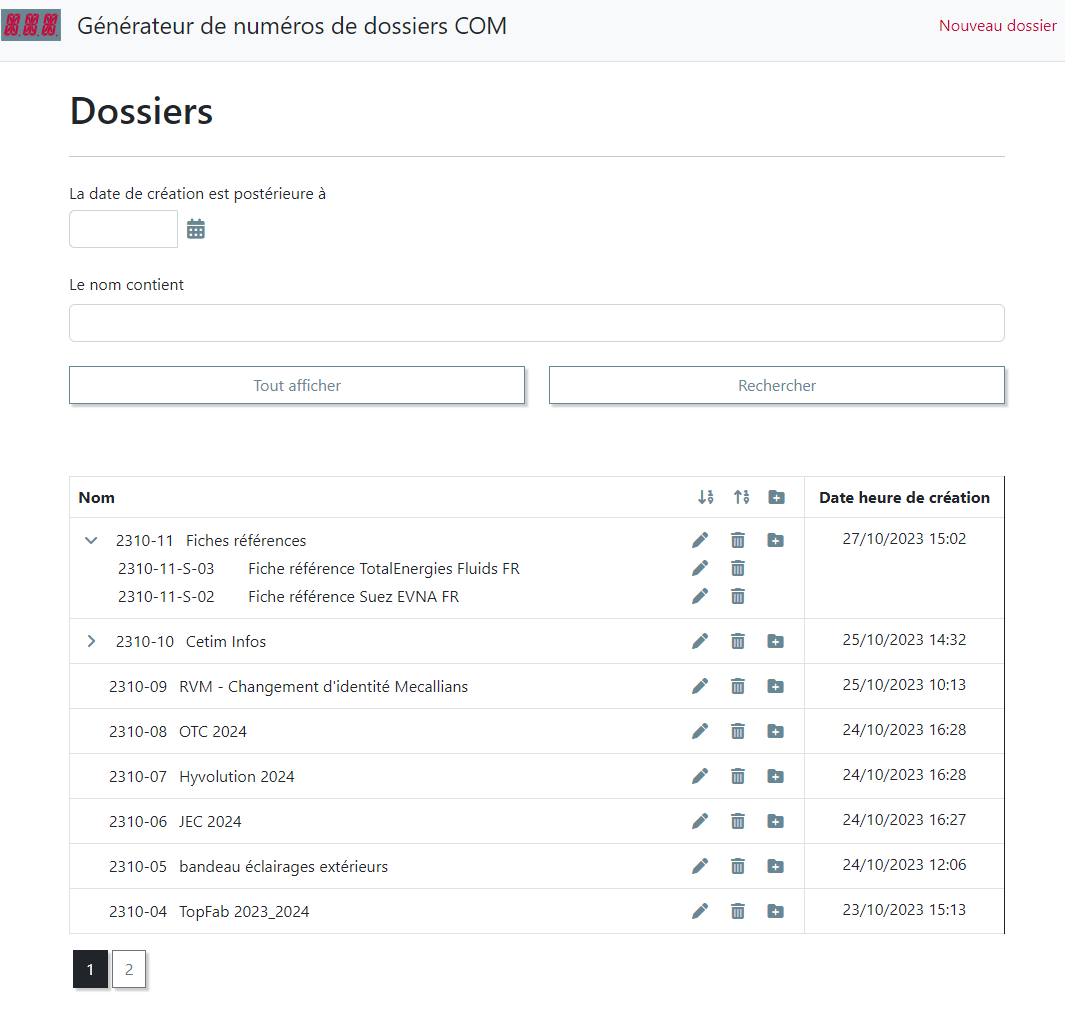 Générateur de numéros de dossiers COM
Nouveau dossier
Dossiers
La date de création est postérieure à
Le nom contient
Tout afficher
Rechercher
Nom
Date heure de création
2310-11 Fiches références 27/10/2023 15:02
2310-11-S-03 Fiche référence TotalEnergies Fluids FR
2310-11-S-02 Fiche référence Suez EVNA FR
2310-10 Cetim Infos 25/10/2023 14:32
2310-09 RVM - Changement d'identité Mecallians 25/10/2023 10:13
2310-08 OTC 2024 24/10/2023 16:28
2310-07 Hyvolution 2024 24/10/2023 16:28
2310-06 JEC 2024 24/10/2023 16:27
2310-05 bandeau éclairages extérieurs 24/10/2023 12:06
2310-04 TopFab 2023_2024 23/10/2023 15:13
1 2